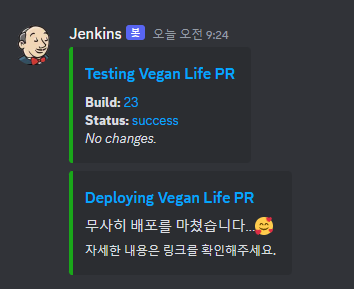 Jenkins 봇 오늘 오전 9:24
Testing Vegan Life PR
Build: 23
Status: success
No changes.
Deploying Vegan Life PR
무사히 배포를 마쳤습니다...🥰
자세한 내용은 링크를 확인해주세요.